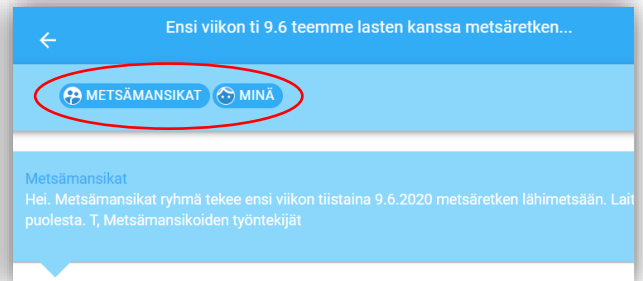 Ensi viikon ti 9.6 teemme lasten kanssa metsäretken...
METSÄMANSIKAT MINÄ
Metsämansikat
Hei. Metsämansikat ryhmä tekee ensi viikon tiistaina 9.6.2020 metsäretken lähimetsään. Lait
puolesta. T, Metsämansikoiden työntekijät